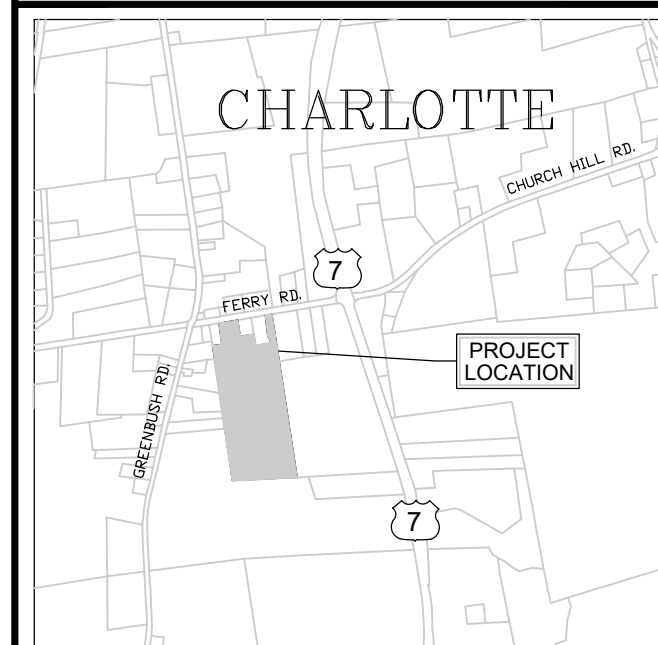 CHARLOTTE
CHURCH HILL RD.
7
FERRY RD.
PROJECT
LOCATION
GREENBUSH RD.
7